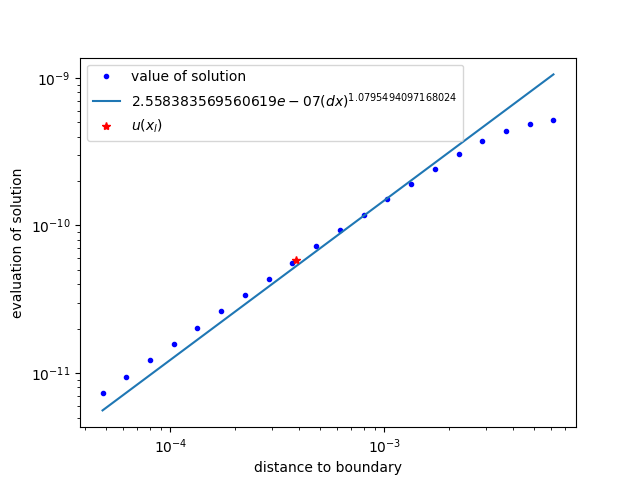 value of solution
2.558383569560619e − 07(dx)^1.0795494097168024
u(x_l)
10^−9
10^−10
10^−11
evaluation of solution
10^−4
10^−3
distance to boundary